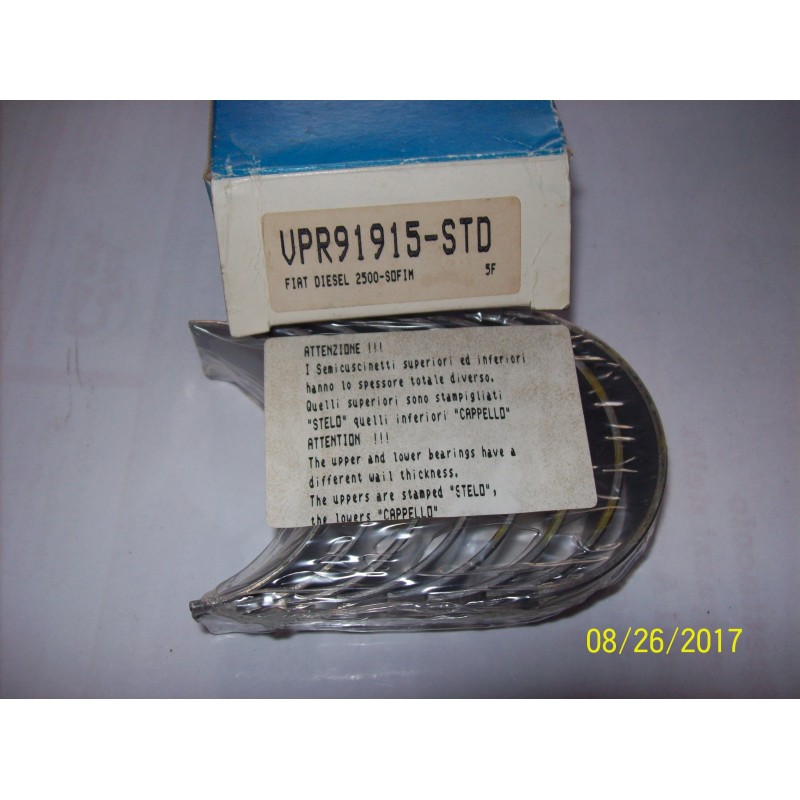 VPR91915-STD
FIAT DIESEL 2500-SOFIM 5F
ATTENZIONE !!!
I Semicuscinetti superiori ed inferiori
hanno lo spessore totale diverso.
Quelli superiori sono stampigliati
"STELO" quelli inferiori "CAPPELLO"
ATTENTION !!!
The upper and lower bearings have a
different wail thickness.
The uppers are stamped "STELO",
the lowers "CAPPELLO"
08/26/2017